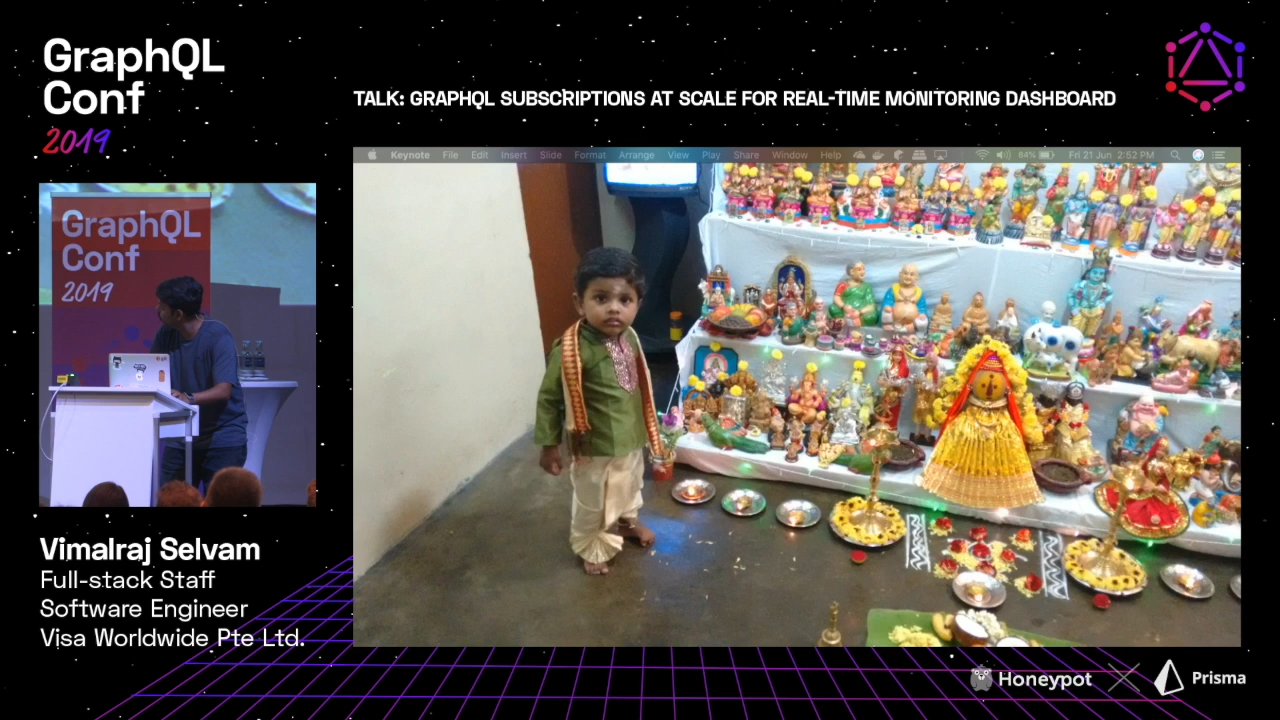 GraphQL
Conf
2019
TALK: GRAPHQL SUBSCRIPTIONS AT SCALE FOR REAL-TIME MONITORING DASHBOARD
Keynote File Edit Insert Slide Format Arrange View Play Share Window Help 84% Fri 21 Jun 2:52 PM
GraphQL
Conf
2019
Vimalraj Selvam
Full-stack Staff
Software Engineer
Visa Worldwide Pte Ltd.
Honeypot
Prisma